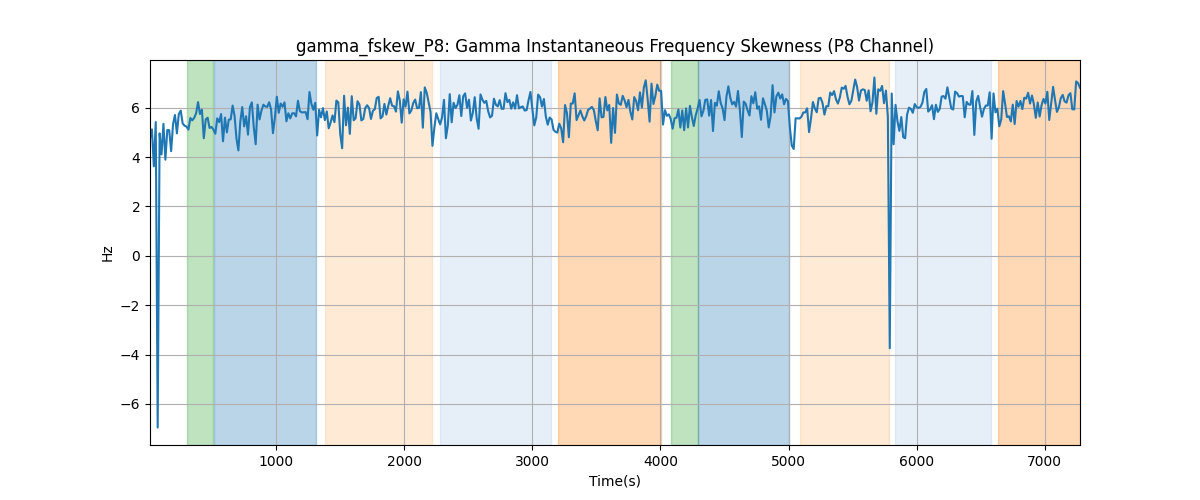 gamma_fskew_P8: Gamma Instantaneous Frequency Skewness (P8 Channel)
6
4
2
0
−2
−4
−6
Hz
1000 2000 3000 4000 5000 6000 7000
Time(s)